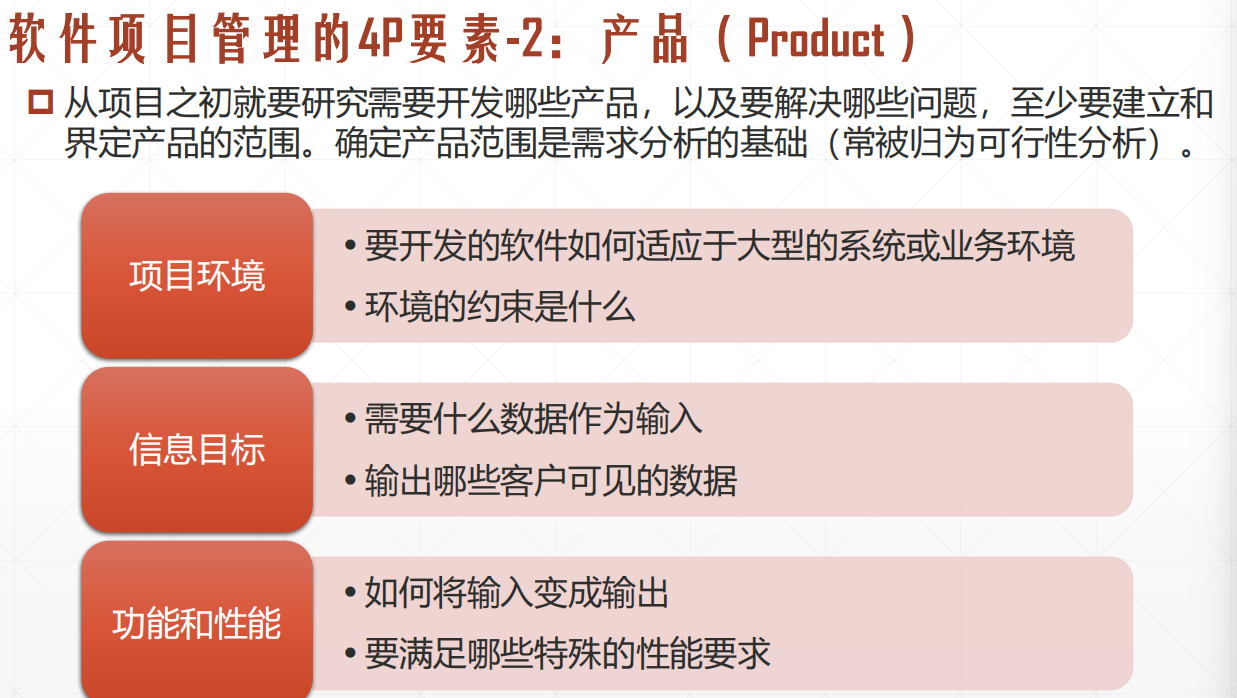 软件项目管理的4P要素-2：产品（Product）
从项目之初就要研究需要开发哪些产品，以及要解决哪些问题，至少要建立和
界定产品的范围。确定产品范围是需求分析的基础（常被归为可行性分析）。
项目环境
•要开发的软件如何适应于大型的系统或业务环境
•环境的约束是什么
信息目标
•需要什么数据作为输入
•输出哪些客户可见的数据
功能和性能
•如何将输入变成输出
•要满足哪些特殊的性能要求